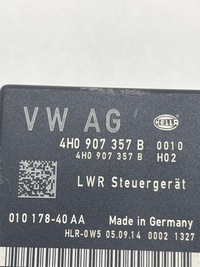 VW AG
HELLA
4H0 907 357 B 0010
4H0 907 357 B H02
LWR Steuergerät
010 178-40 AA Made in Germany
HLR-0W5 05.09.14 0002 1327